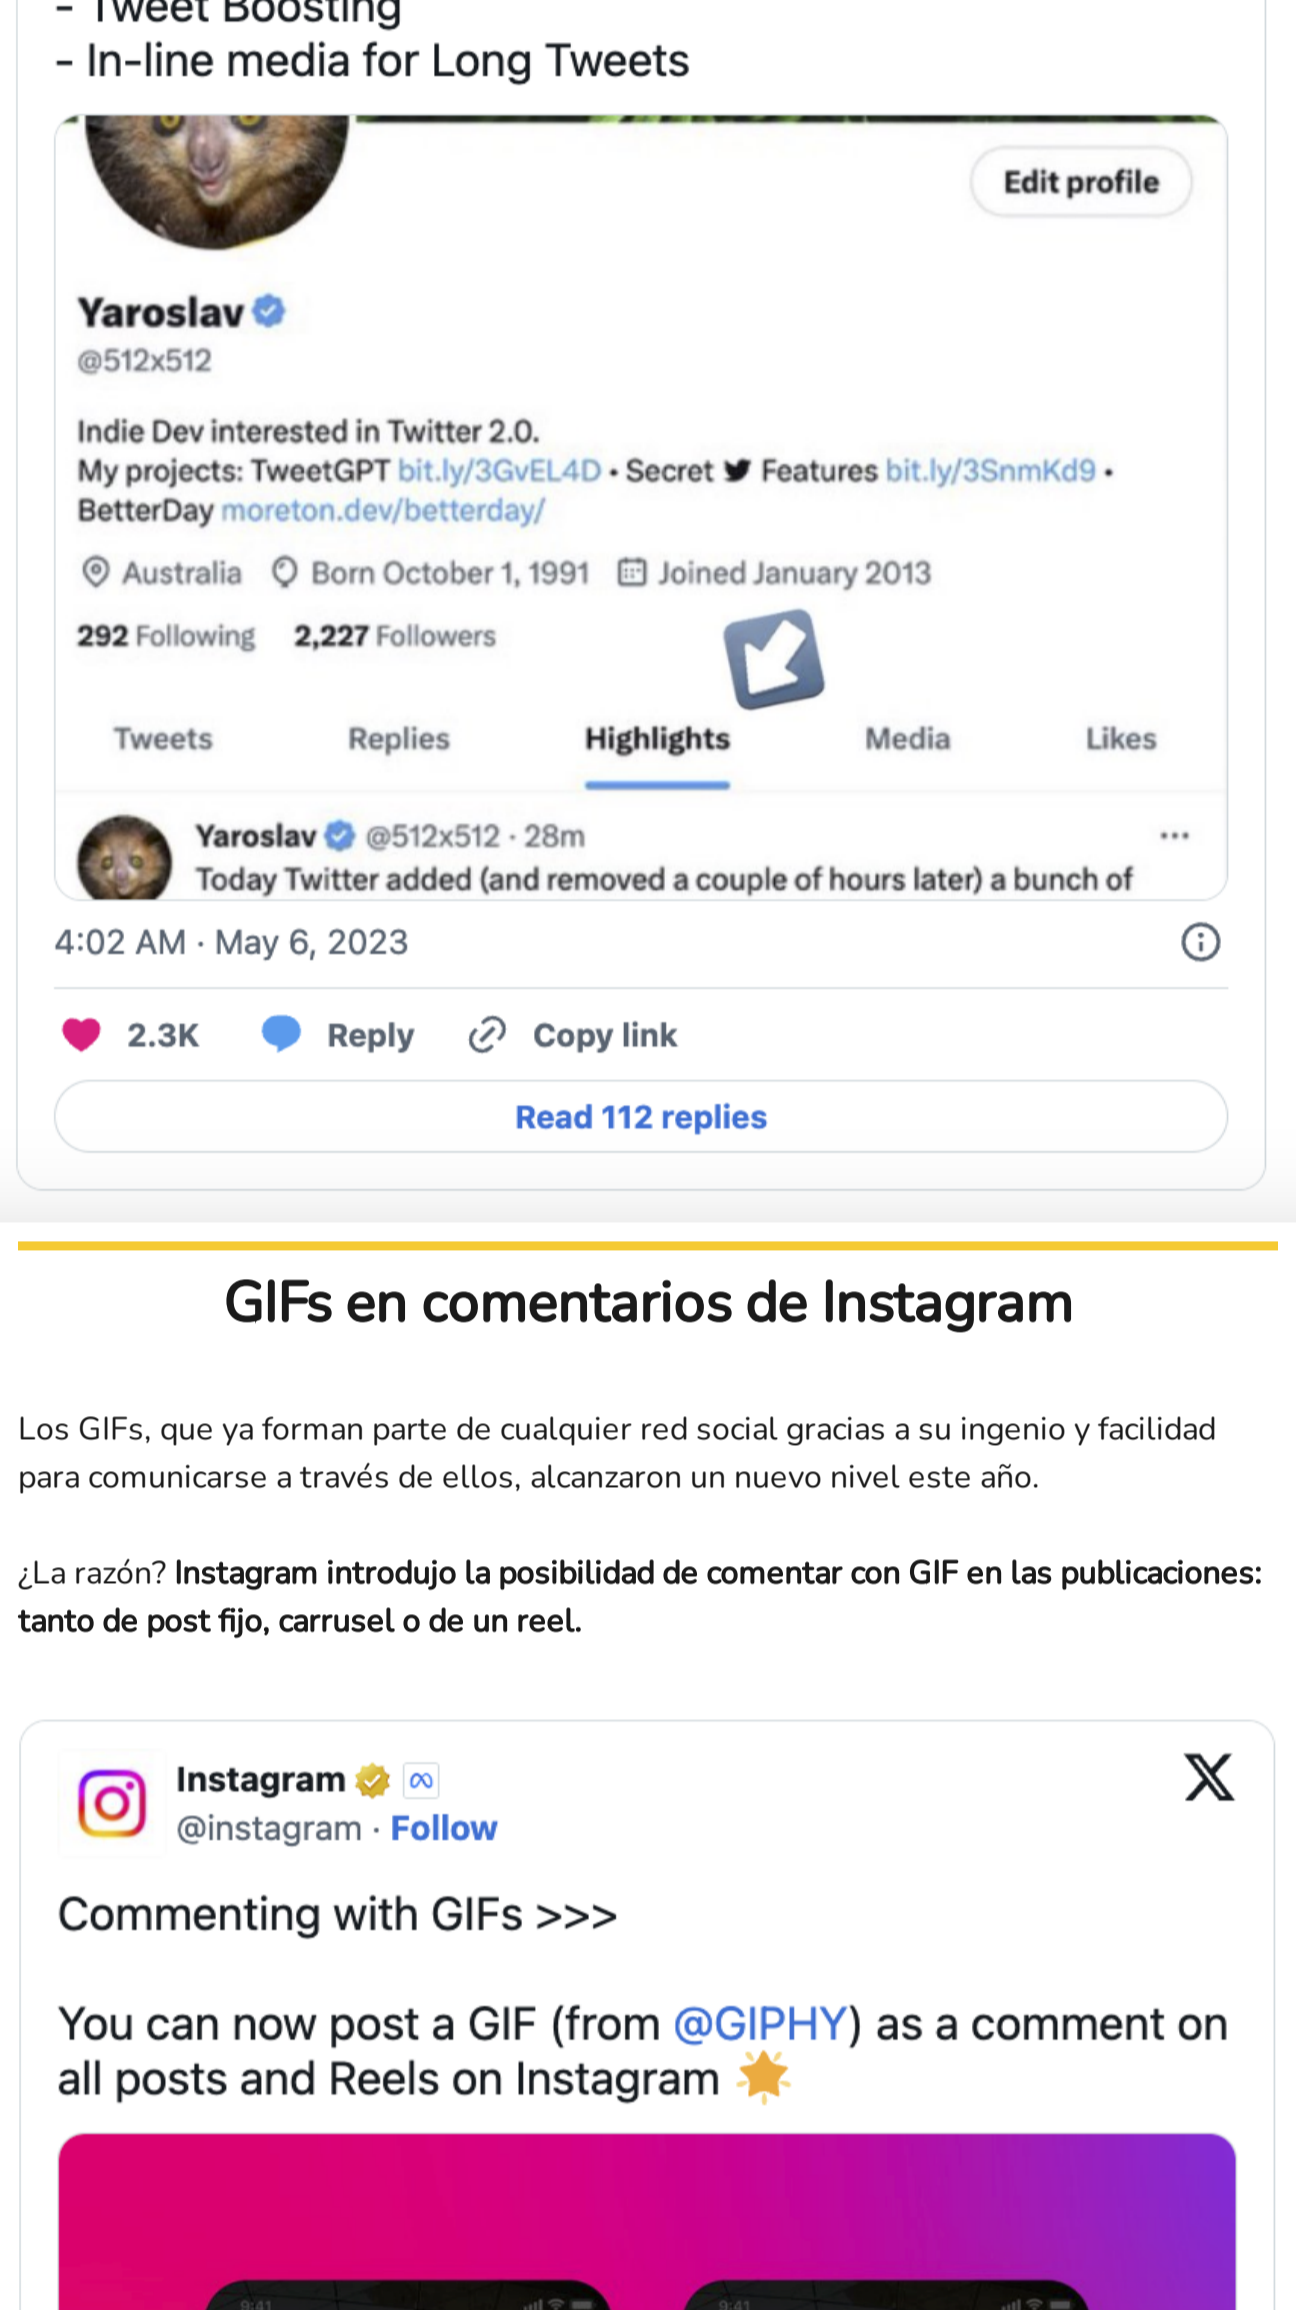 - Tweet Boosting
- In-line media for Long Tweets
Edit profile
Yaroslav
@512x512
Indie Dev interested in Twitter 2.0.
My projects: TweetGPT bit.ly/3GvEL4D • Secret Features bit.ly/3SnmKd9 •
BetterDay moreton.dev/betterday/
Australia Born October 1, 1991 Joined January 2013
292 Following 2,227 Followers
Tweets Replies Highlights Media Likes
Yaroslav @512x512 · 28m
Today Twitter added (and removed a couple of hours later) a bunch of
4:02 AM · May 6, 2023
2.3K Reply Copy link
Read 112 replies
GIFs en comentarios de Instagram
Los GIFs, que ya forman parte de cualquier red social gracias a su ingenio y facilidad
para comunicarse a través de ellos, alcanzaron un nuevo nivel este año.
¿La razón? Instagram introdujo la posibilidad de comentar con GIF en las publicaciones:
tanto de post fijo, carrusel o de un reel.
Instagram
@instagram · Follow
Commenting with GIFs >>>
You can now post a GIF (from @GIPHY) as a comment on
all posts and Reels on Instagram
9:41 9:41